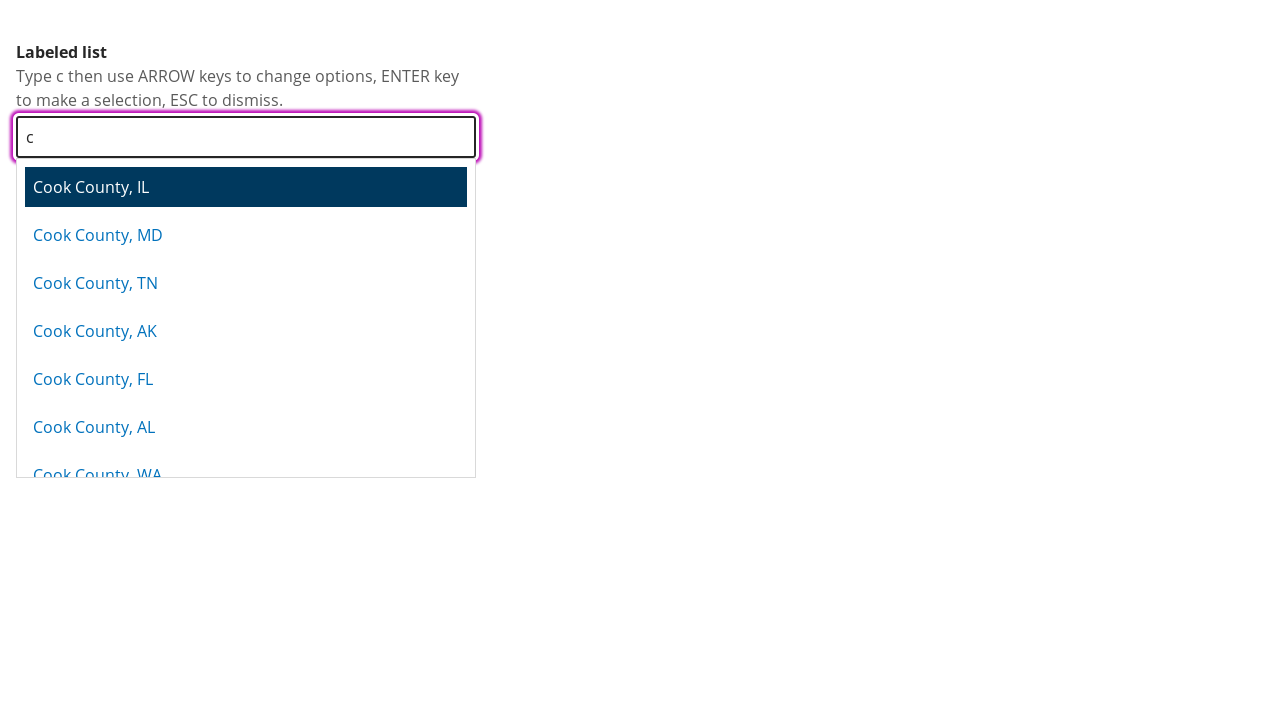 Labeled list
Type c then use ARROW keys to change options, ENTER key
to make a selection, ESC to dismiss.
c
Cook County, IL
Cook County, MD
Cook County, TN
Cook County, AK
Cook County, FL
Cook County, AL
Cook County, WA